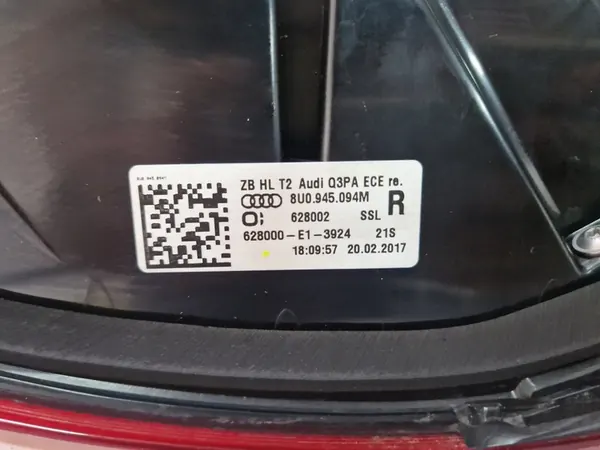 ZB HL T2 Audi Q3PA ECE re.
8U0.945.094M R
628002 SSL
628000-E1-3924 21S
18:09:57 20.02.2017